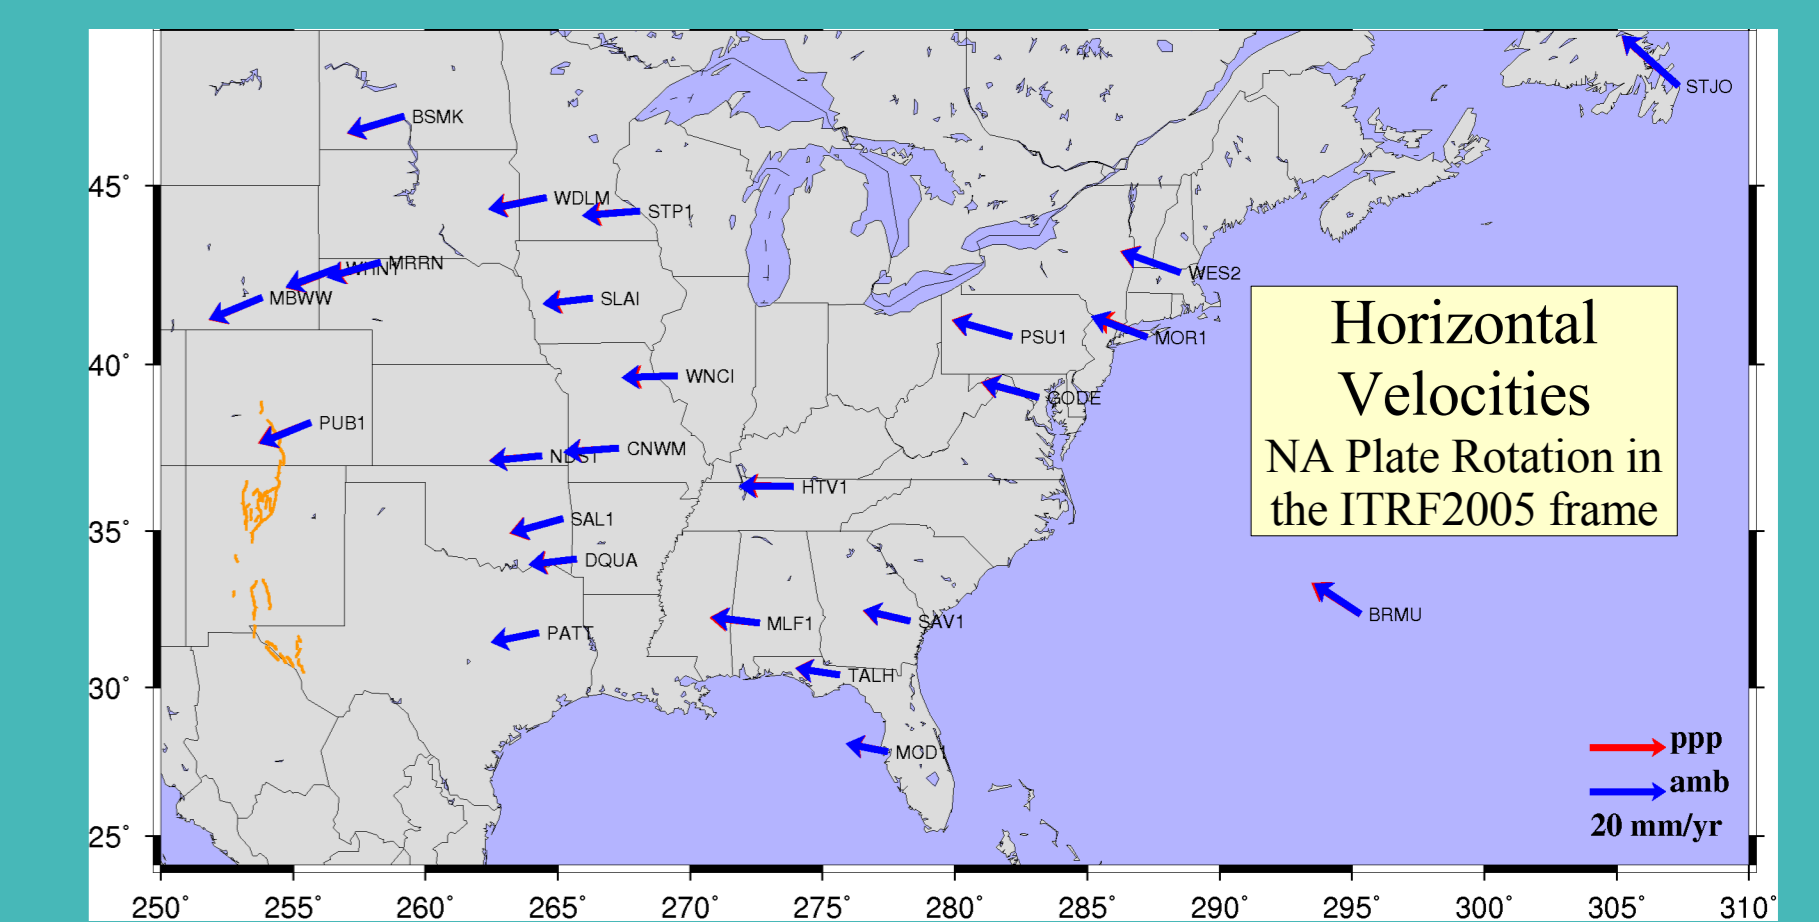 STJO
BSMK
45°
WDLM
STP1
MRRN
WES2
MBWW
SLAI
Horizontal
Velocities
NA Plate Rotation in
the ITRF2005 frame
PSU1
MOR1
40°
WNCI
GODE
PUB1
CNWM
HTV1
35°
SAL1
DQUA
BRMU
MLF1
SAV1
PATT
30°
TALH
MCD1
ppp
amb
20 mm/yr
25°
250° 255° 260° 265° 270° 275° 280° 285° 290° 295° 300° 305° 310°